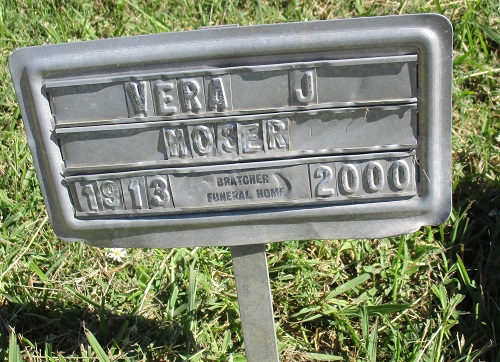 VERA J
MOSER
1913 BRATCHER FUNERAL HOME 2000